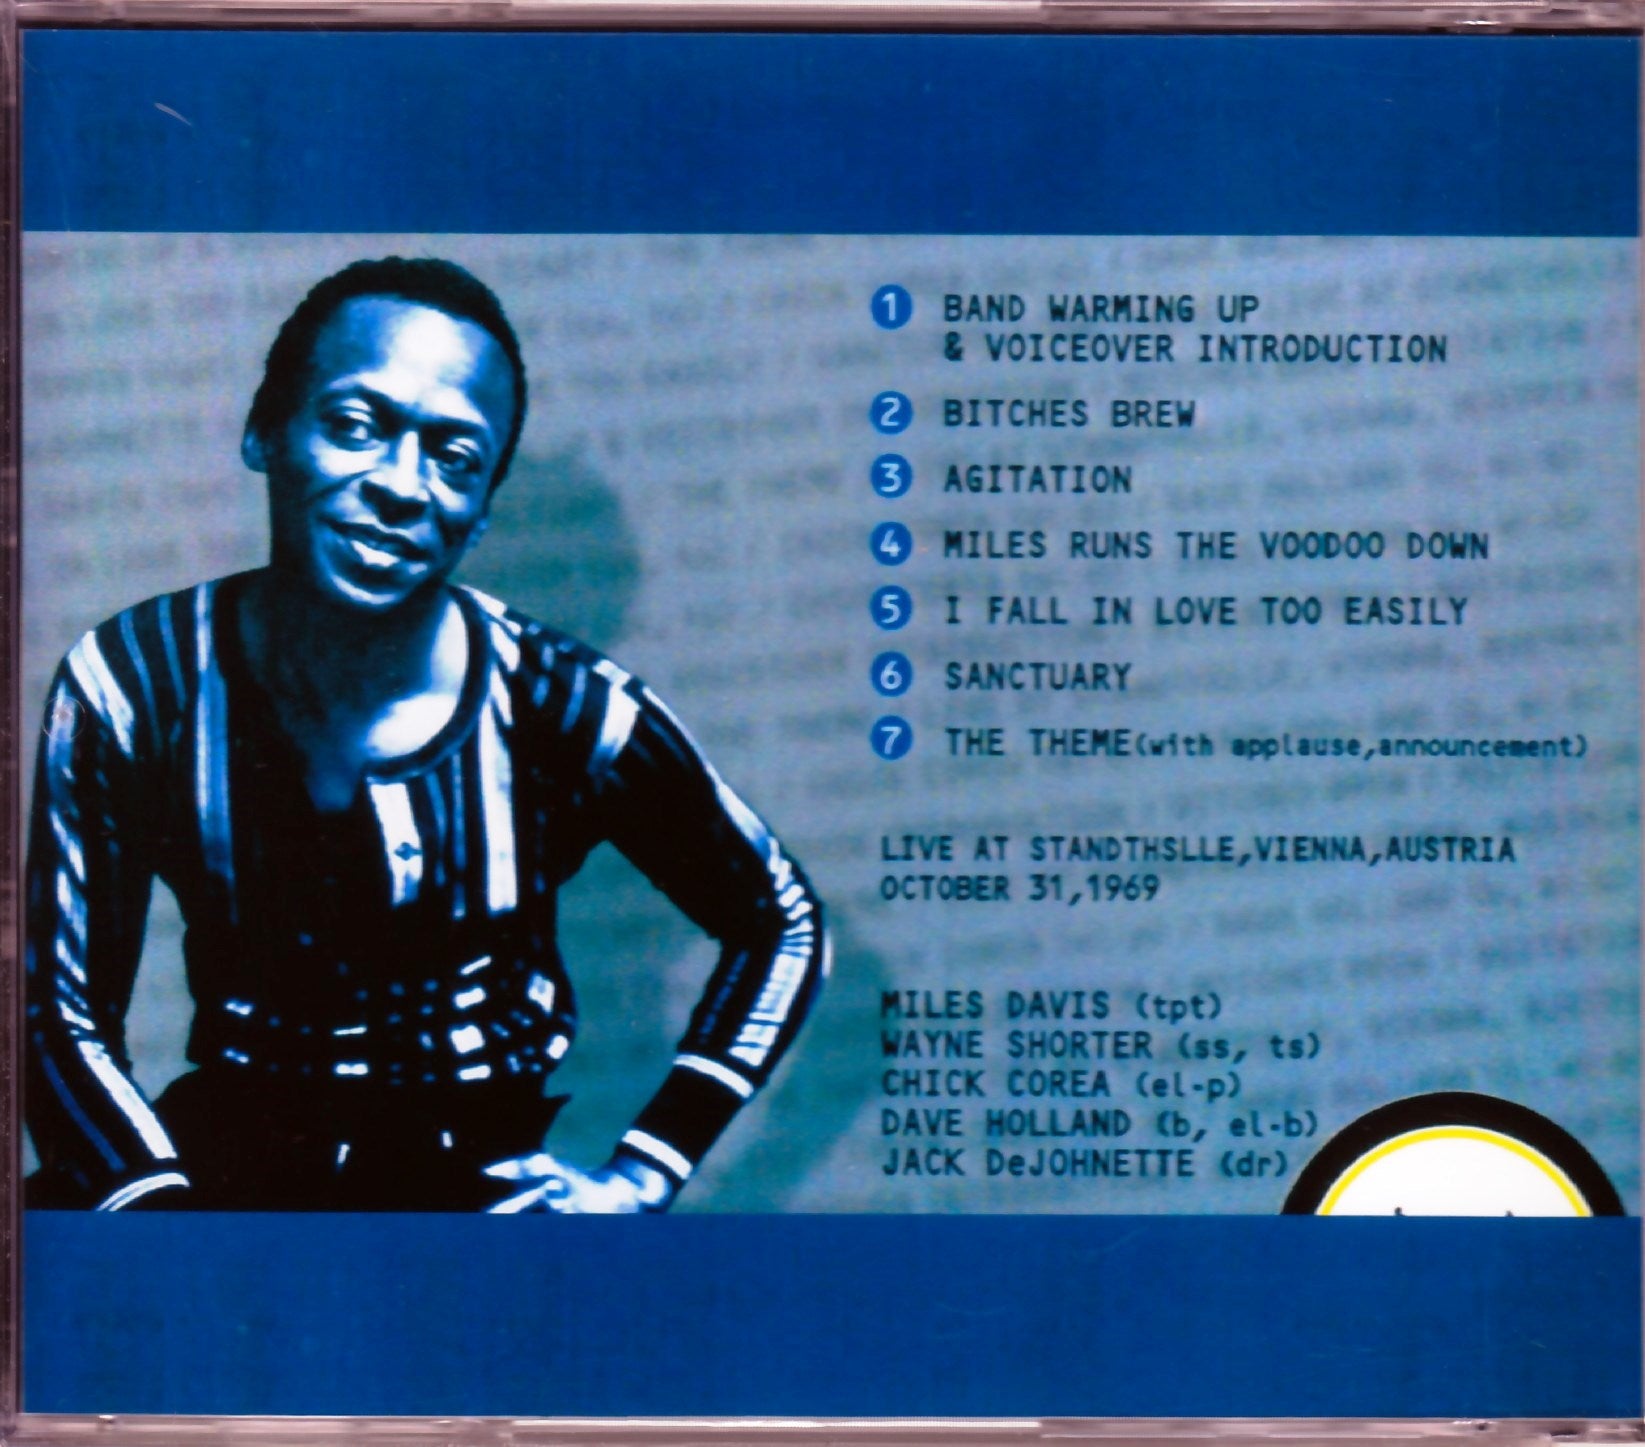 1 BAND WARMING UP
& VOICEOVER INTRODUCTION
2 BITCHES BREW
3 AGITATION
4 MILES RUNS THE VOODOO DOWN
5 I FALL IN LOVE TOO EASILY
6 SANCTUARY
7 THE THEME(with applause,announcement)
LIVE AT STANDTHSLLE,VIENNA,AUSTRIA
OCTOBER 31,1969
MILES DAVIS (tpt)
WAYNE SHORTER (ss, ts)
CHICK COREA (el-p)
DAVE HOLLAND (b, el-b)
JACK DeJOHNETTE (dr)